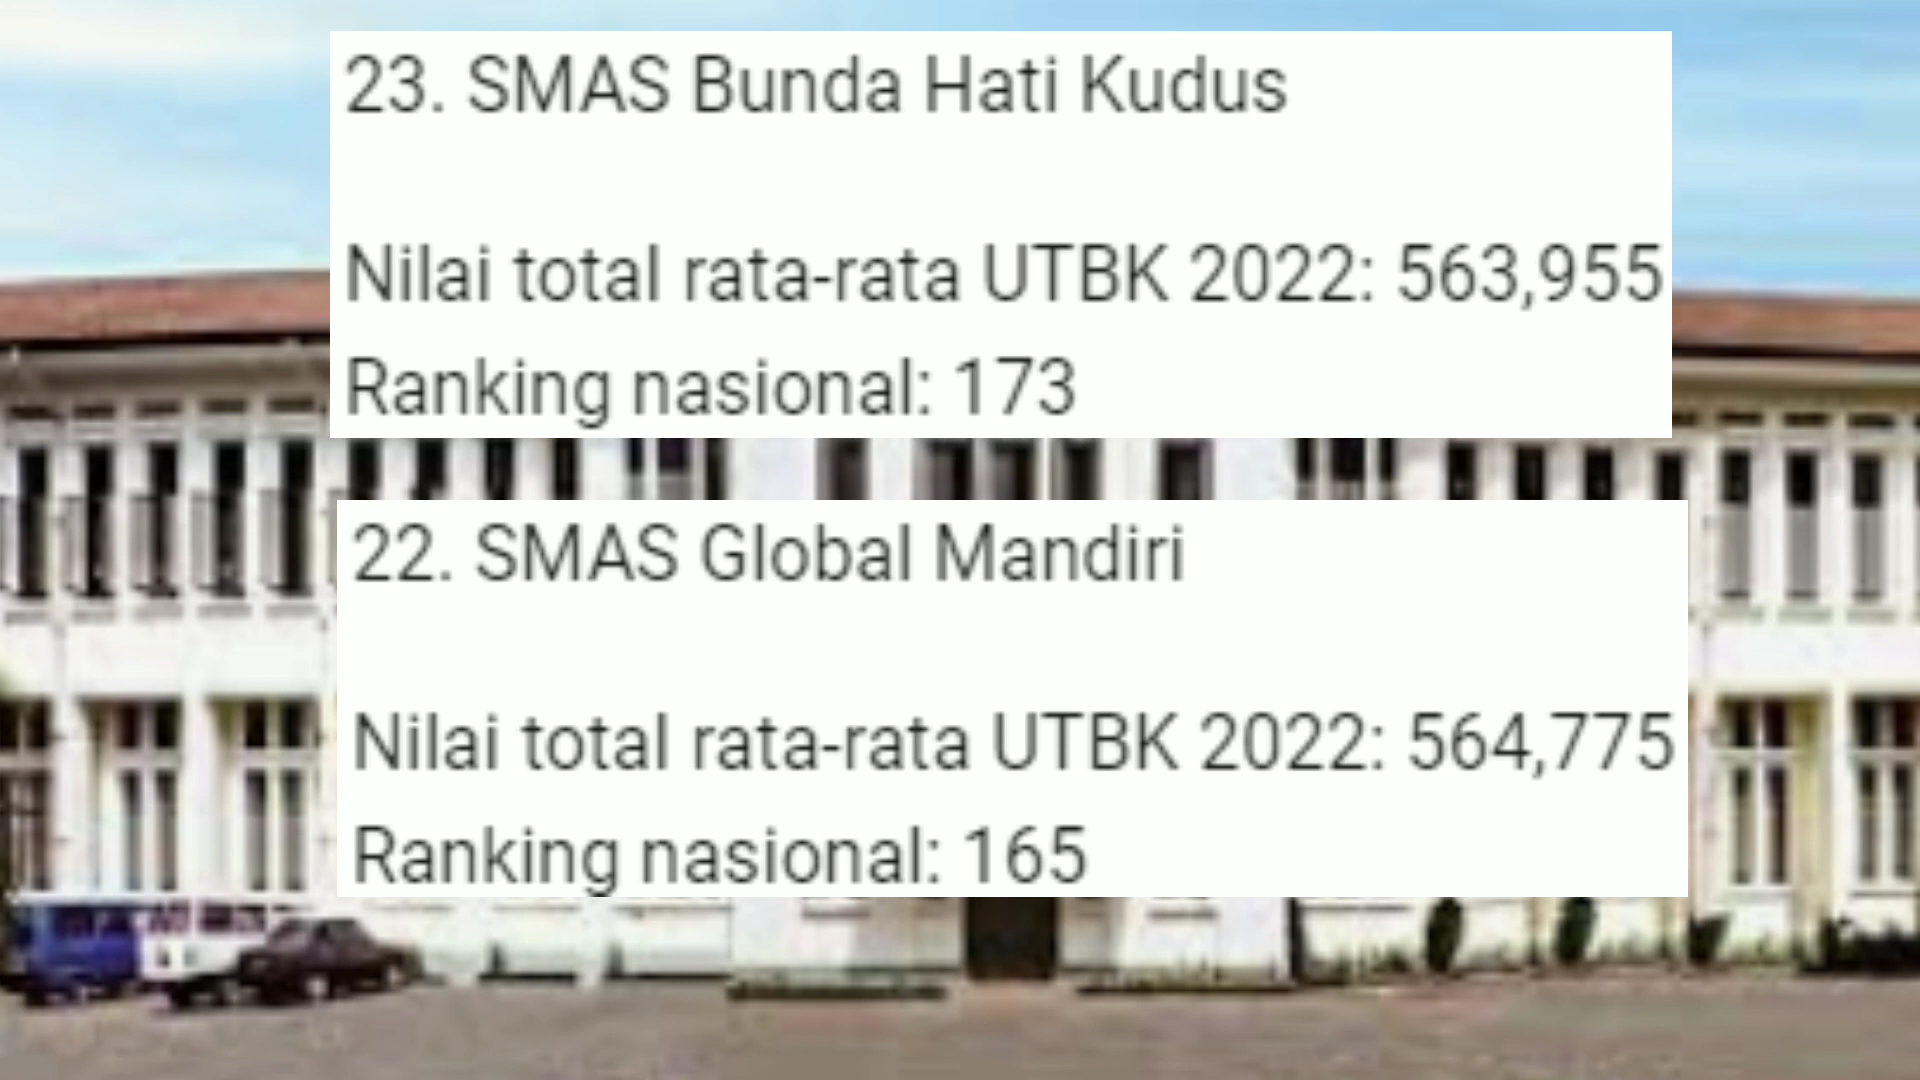 23. SMAS Bunda Hati Kudus
Nilai total rata-rata UTBK 2022: 563,955
Ranking nasional: 173
22. SMAS Global Mandiri
Nilai total rata-rata UTBK 2022: 564,775
Ranking nasional: 165